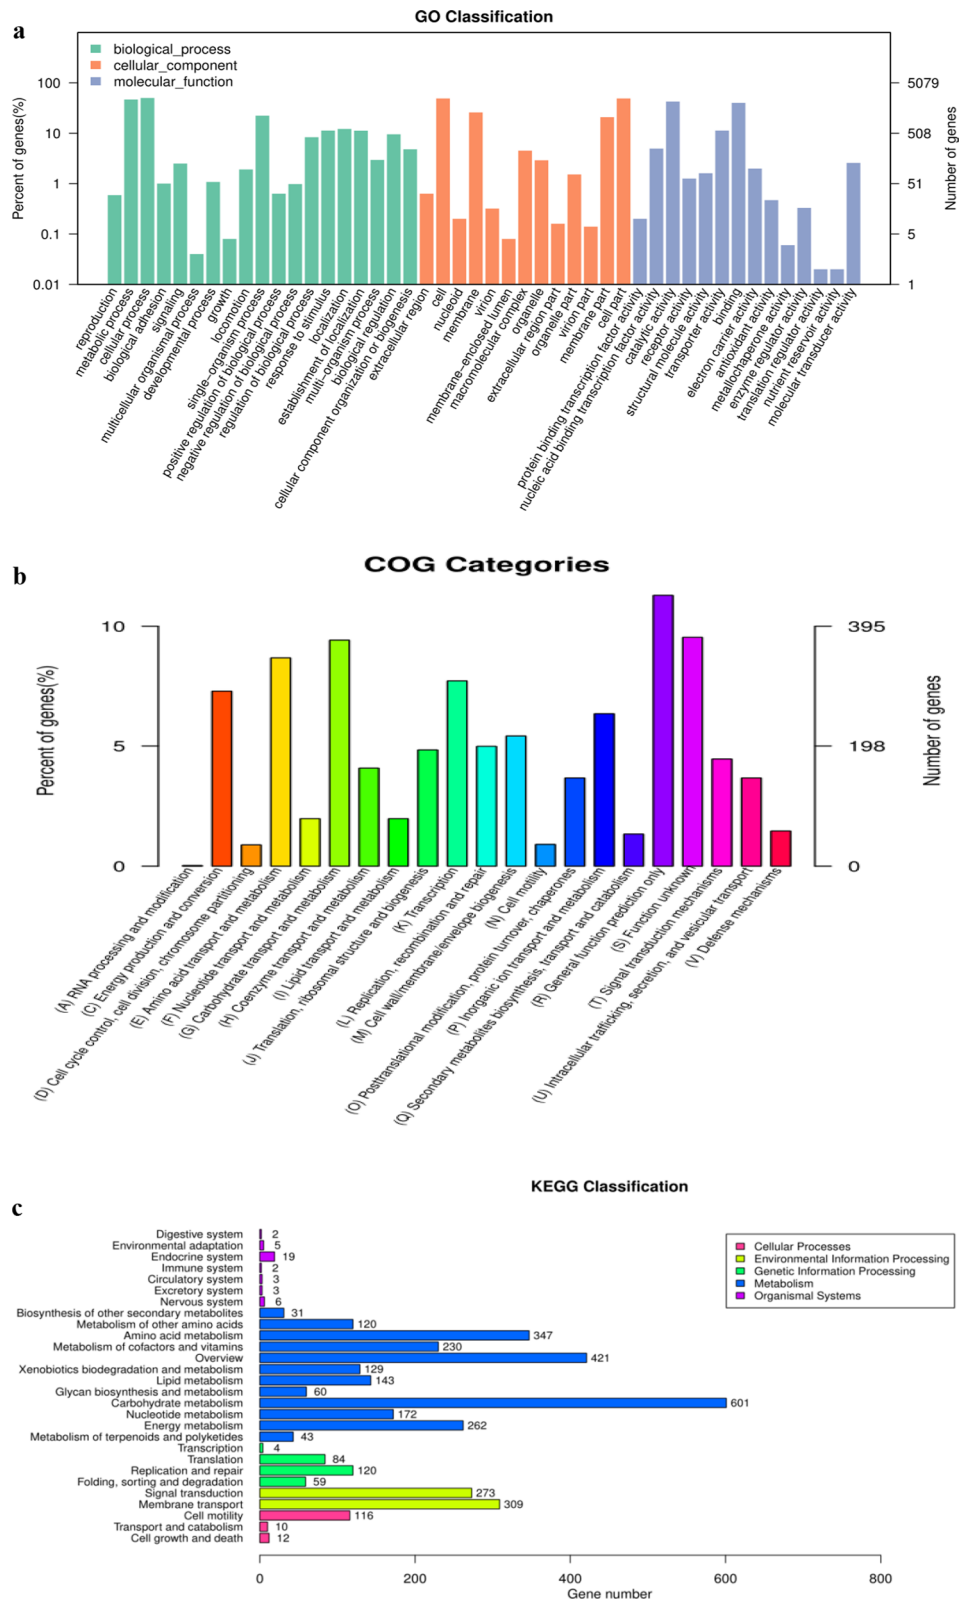 a
GO Classification
biological_process
cellular_component
molecular_function
Percent of genes(%)
100
10
1
0.1
0.01
5079
508
51
5
1
Number of genes
reproduction
metabolic process
cellular process
biological adhesion
signaling
multicellular organismal process
developmental process
growth
locomotion
single-organism process
positive regulation of biological process
negative regulation of biological process
regulation of biological process
response to stimulus
localization
establishment of localization
multi-organism process
biological regulation
cellular component organization or biogenesis
extracellular region
cell
nucleoid
membrane
virion
membrane-enclosed lumen
macromolecular complex
organelle
extracellular region part
organelle part
virion part
membrane part
cell part
protein binding transcription factor activity
nucleic acid binding transcription factor activity
catalytic activity
receptor activity
structural molecule activity
transporter activity
binding
electron carrier activity
antioxidant activity
metallochaperone activity
enzyme regulator activity
translation regulator activity
nutrient reservoir activity
molecular transducer activity
b
COG Categories
Percent of genes(%)
10
5
0
395
198
0
Number of genes
(A) RNA processing and modification
(C) Energy production and conversion
(D) Cell cycle control, cell division, chromosome partitioning
(E) Amino acid transport and metabolism
(F) Nucleotide transport and metabolism
(G) Carbohydrate transport and metabolism
(H) Coenzyme transport and metabolism
(I) Lipid transport and metabolism
(J) Translation, ribosomal structure and biogenesis
(K) Transcription
(L) Replication, recombination and repair
(M) Cell wall/membrane/envelope biogenesis
(N) Cell motility
(O) Posttranslational modification, protein turnover, chaperones
(P) Inorganic ion transport and metabolism
(Q) Secondary metabolites biosynthesis, transport and catabolism
(R) General function prediction only
(S) Function unknown
(T) Signal transduction mechanisms
(U) Intracellular trafficking, secretion, and vesicular transport
(V) Defense mechanisms
c
KEGG Classification
Digestive system 2
Environmental adaptation 5
Endocrine system 19
Immune system 2
Circulatory system 3
Excretory system 3
Nervous system 6
Biosynthesis of other secondary metabolites 31
Metabolism of other amino acids 120
Amino acid metabolism 347
Metabolism of cofactors and vitamins 230
Overview 421
Xenobiotics biodegradation and metabolism 129
Lipid metabolism 143
Glycan biosynthesis and metabolism 60
Carbohydrate metabolism 601
Nucleotide metabolism 172
Energy metabolism 262
Metabolism of terpenoids and polyketides 43
Transcription 4
Translation 84
Replication and repair 120
Folding, sorting and degradation 59
Signal transduction 273
Membrane transport 309
Cell motility 116
Transport and catabolism 10
Cell growth and death 12
Cellular Processes
Environmental Information Processing
Genetic Information Processing
Metabolism
Organismal Systems
0 200 400 600 800
Gene number